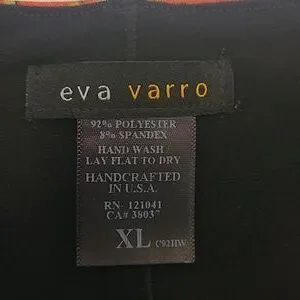 eva varro
92% POLYESTER
8% SPANDEX
HAND WASH
LAY FLAT TO DRY
HANDCRAFTED
IN U.S.A.
RN 121041
CA# 38037
XL C92HW